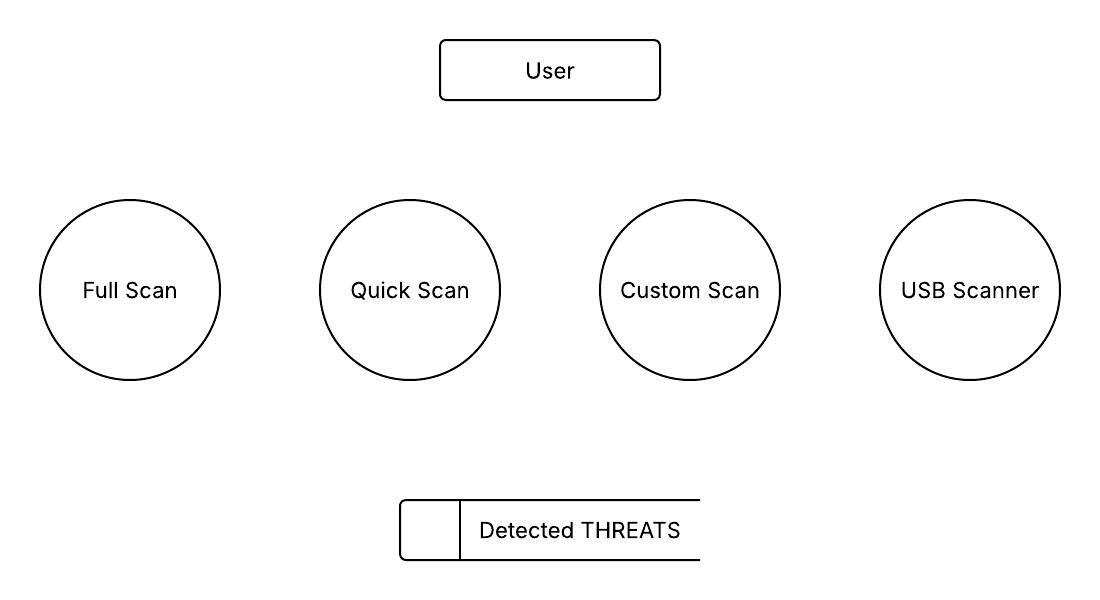 User
Full Scan
Quick Scan
Custom Scan
USB Scanner
Detected THREATS